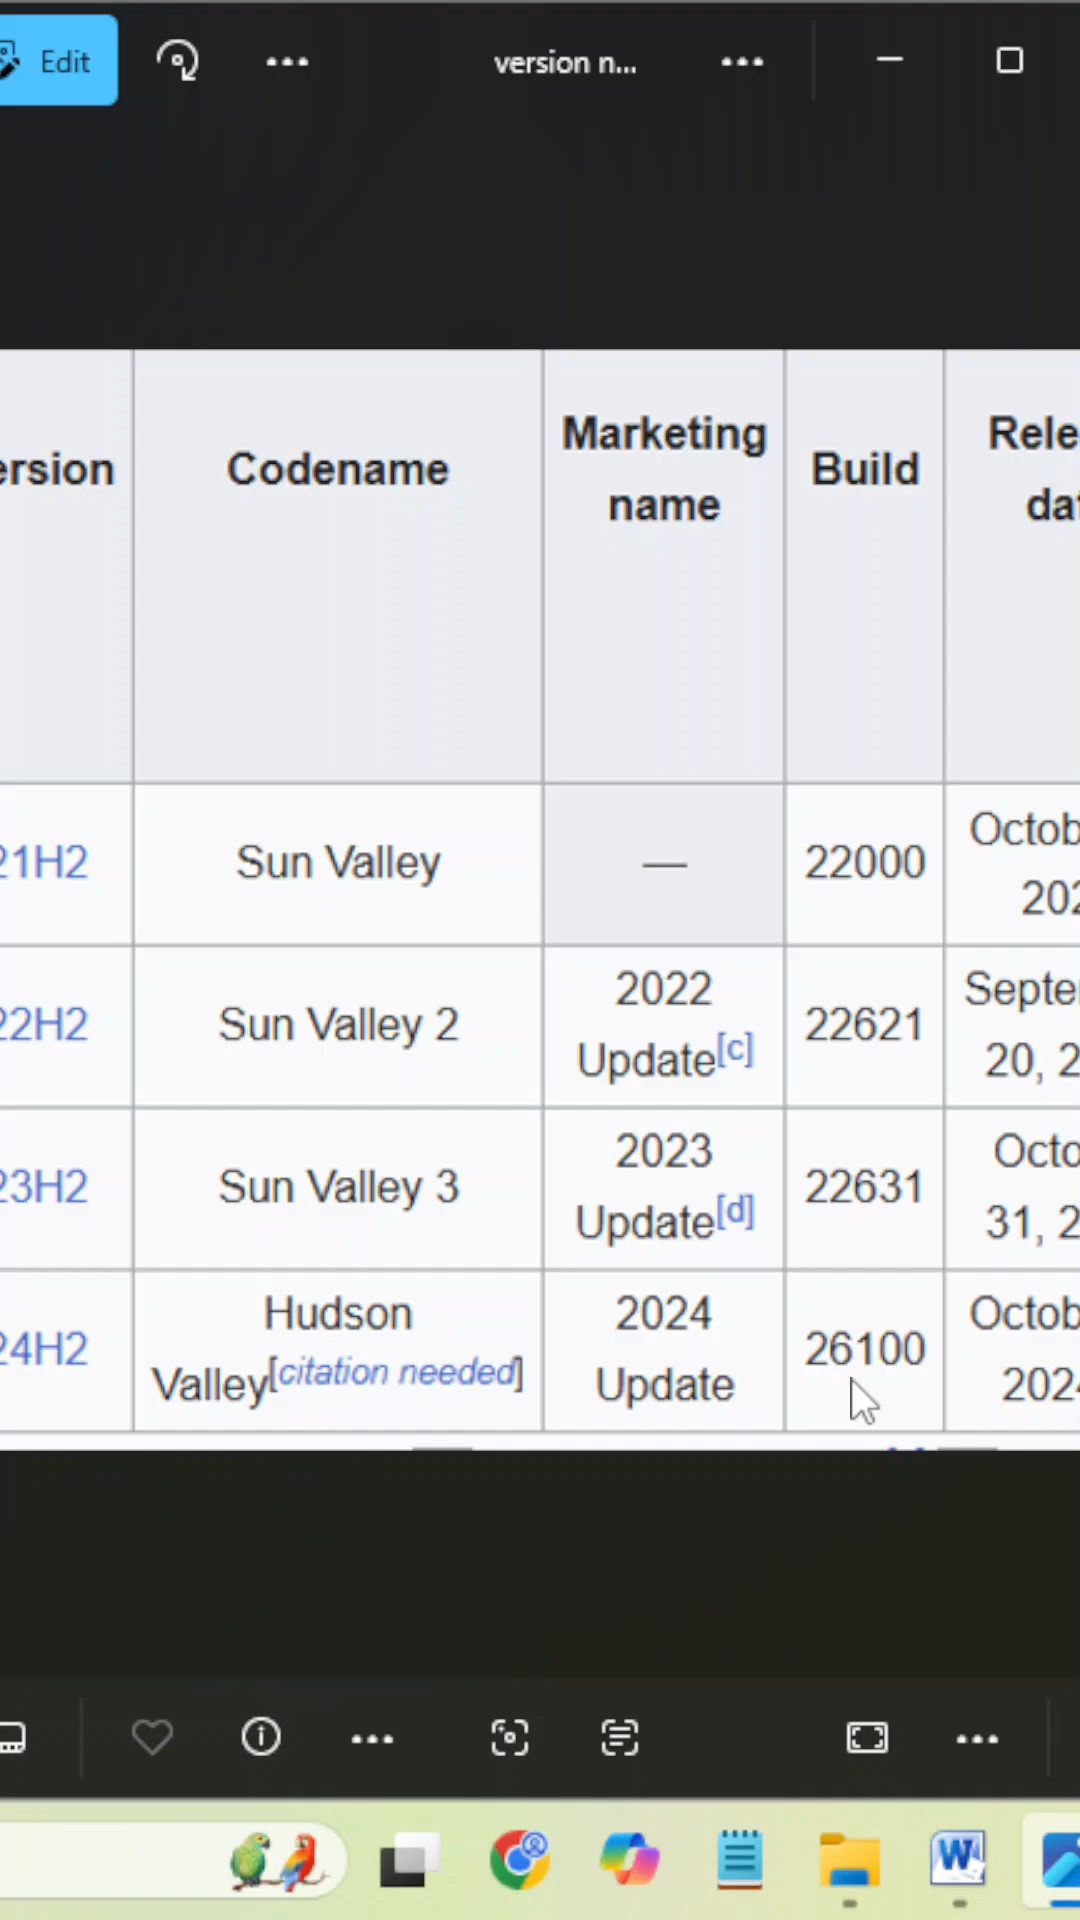 Edit
version n...
ersion Codename Marketing name Build Rele
dat
21H2 Sun Valley — 22000 Octob
202
22H2 Sun Valley 2 2022 Update[c] 22621 Septe
20, 2
23H2 Sun Valley 3 2023 Update[d] 22631 Octo
31, 2
24H2 Hudson Valley[citation needed] 2024 Update 26100 Octob
2024
W